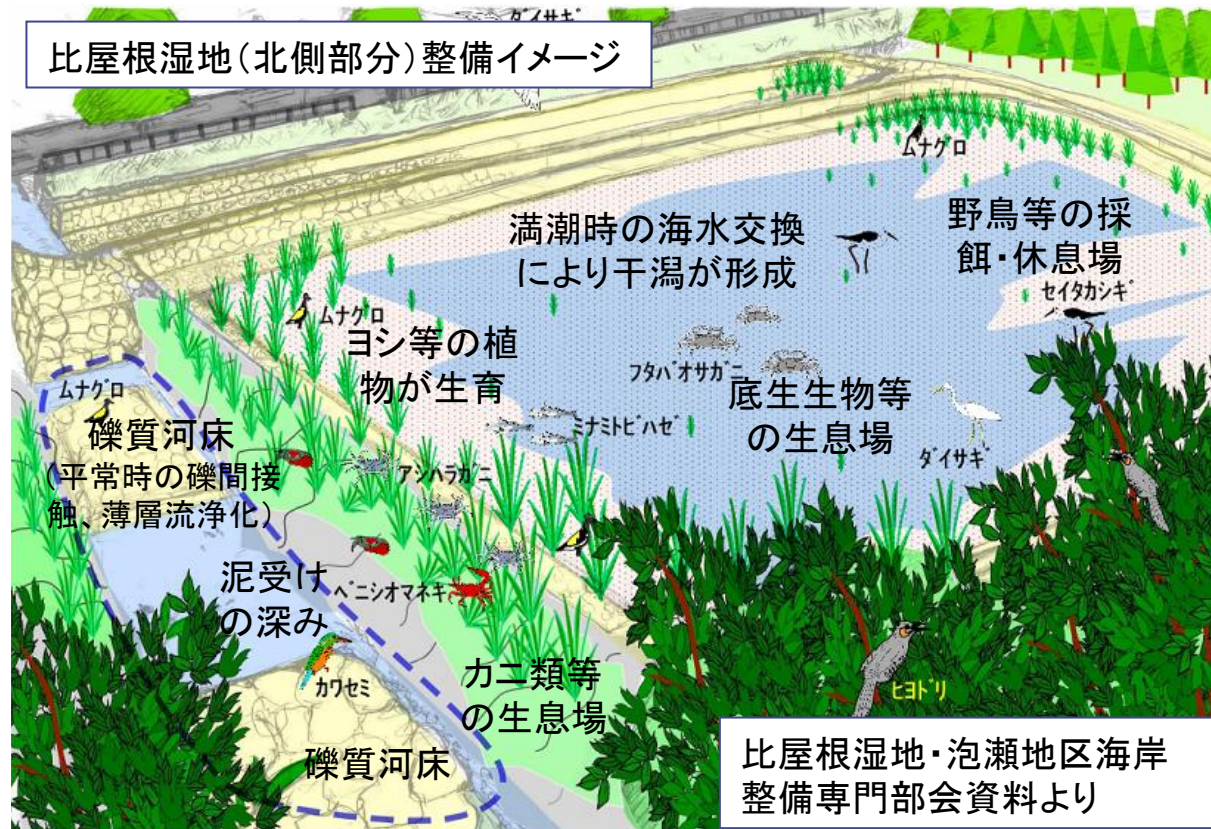 ダイサギ
比屋根湿地（北側部分）整備イメージ
ムナグロ
満潮時の海水交換
により干潟が形成
野鳥等の採
餌・休息場
セイタカシギ
ムナグロ
ヨシ等の植
物が生育
フタバオサガニ
底生生物等
の生息場
ムナグロ
礫質河床
（平常時の礫間接
触、薄層流浄化）
ミナミトビハゼ
ダイサギ
アシハラガニ
泥受け
の深み
ベニシオマネキ
カワセミ
カニ類等
の生息場
ヒヨドリ
礫質河床
比屋根湿地・泡瀬地区海岸
整備専門部会資料より